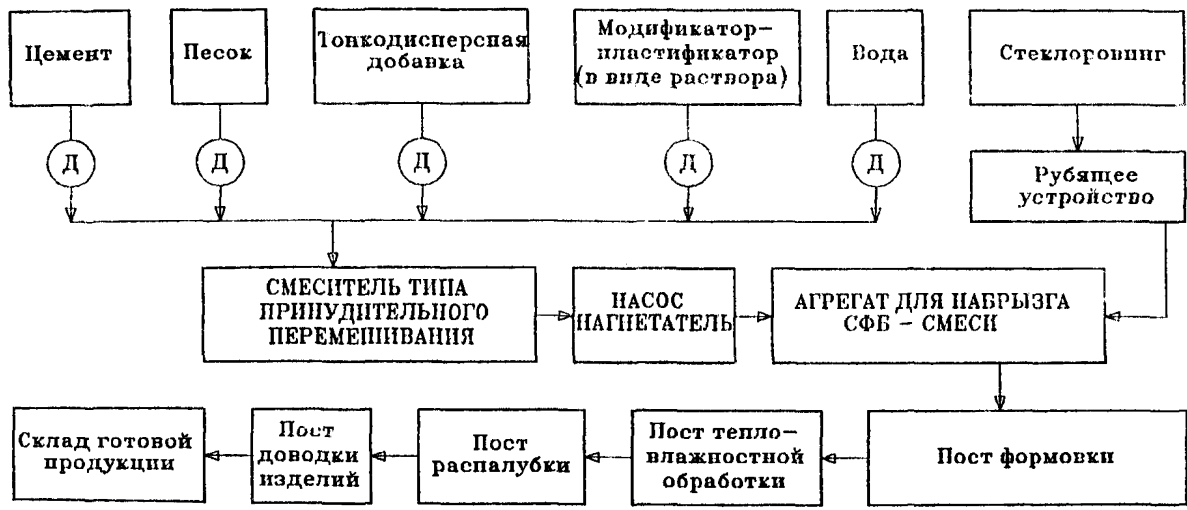 Цемент
Песок
Тонкодисперсная
добавка
Модификатор-
пластификатор
(в виде раствора)
Вода
Стеклоровинг
Д
Д
Д
Д
Д
Рубящее
устройство
СМЕСИТЕЛЬ ТИПА
ПРИНУДИТЕЛЬНОГО
ПЕРЕМЕШИВАНИЯ
НАСОС
НАГНЕТАТЕЛЬ
АГРЕГАТ ДЛЯ НАБРЫЗГА
СФБ - СМЕСИ
Склад готовой
продукции
Пост
доводки
изделий
Пост
распалубки
Пост тепло-
влажностной
обработки
Пост формовки